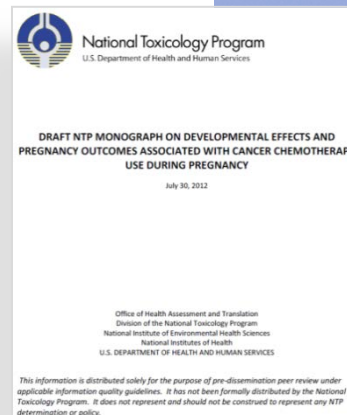 National Toxicology Program
U.S. Department of Health and Human Services
DRAFT NTP MONOGRAPH ON DEVELOPMENTAL EFFECTS AND
PREGNANCY OUTCOMES ASSOCIATED WITH CANCER CHEMOTHERAP
USE DURING PREGNANCY
July 30, 2012
Office of Health Assessment and Translation
Division of the National Toxicology Program
National Institute of Environmental Health Sciences
National Institutes of Health
U.S. DEPARTMENT OF HEALTH AND HUMAN SERVICES
This information is distributed solely for the purpose of pre-dissemination peer review under
applicable information quality guidelines. It has not been formally distributed by the National
Toxicology Program. It does not represent and should not be construed to represent any NTP
determination or policy.